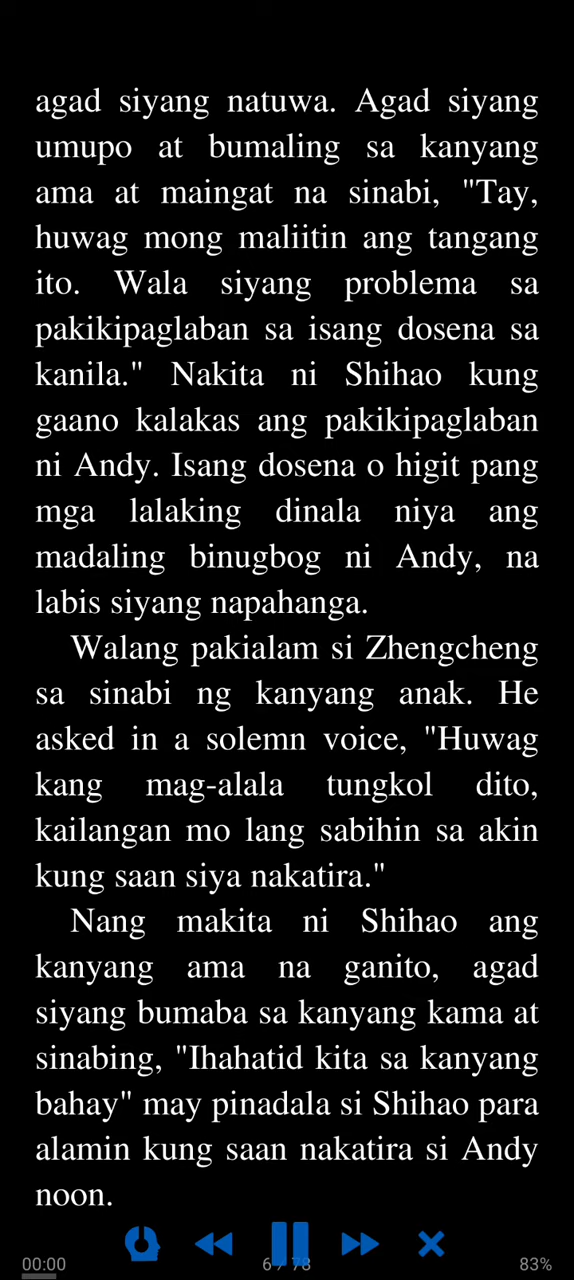 agad siyang natuwa. Agad siyang
umupo at bumaling sa kanyang
ama at maingat na sinabi, "Tay,
huwag mong maliitin ang tangang
ito. Wala siyang problema sa
pakikipaglaban sa isang dosena sa
kanila." Nakita ni Shihao kung
gaano kalakas ang pakikipaglaban
ni Andy. Isang dosena o higit pang
mga lalaking dinala niya ang
madaling binugbog ni Andy, na
labis siyang napahanga.
Walang pakialam si Zhengcheng
sa sinabi ng kanyang anak. He
asked in a solemn voice, "Huwag
kang mag-alala tungkol dito,
kailangan mo lang sabihin sa akin
kung saan siya nakatira."
Nang makita ni Shihao ang
kanyang ama na ganito, agad
siyang bumaba sa kanyang kama at
sinabing, "Ihahatid kita sa kanyang
bahay" may pinadala si Shihao para
alamin kung saan nakatira si Andy
noon.
00:00 6 / 78 83%